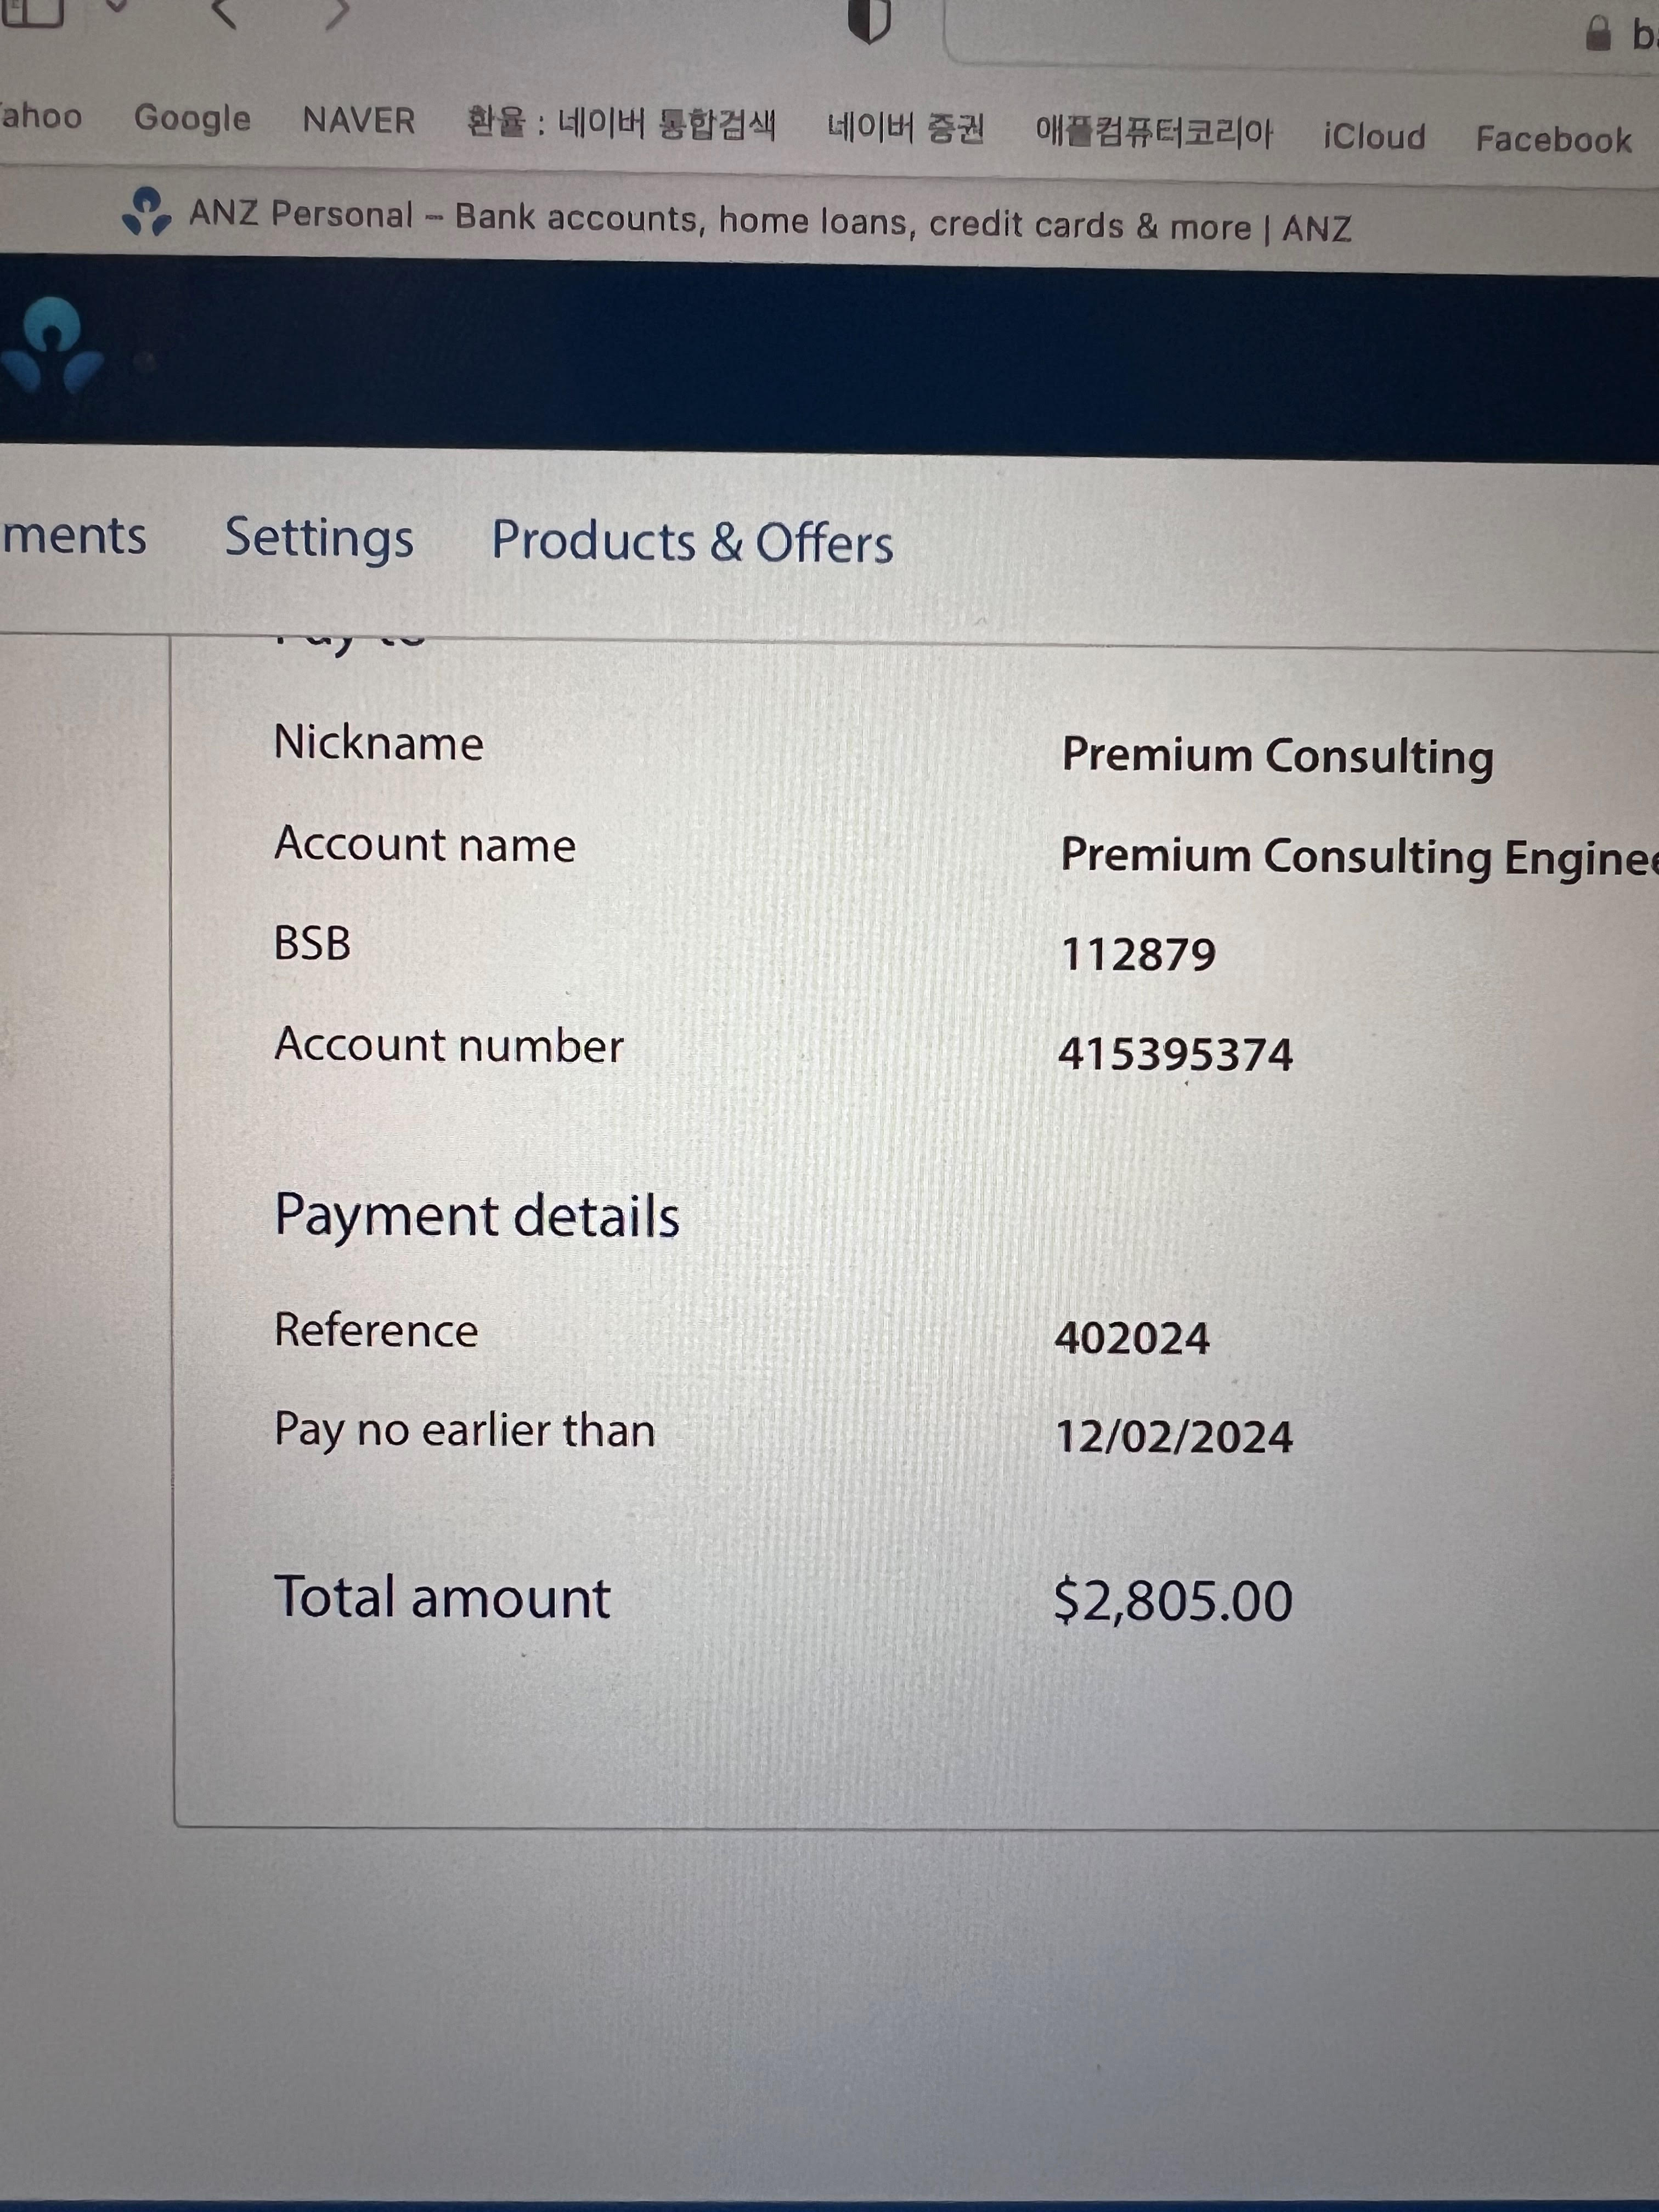 ahoo Google NAVER 환율 : 네이버 통합검색 네이버 증권 애플컴퓨터코리아 iCloud Facebook
ANZ Personal – Bank accounts, home loans, credit cards & more | ANZ
ments Settings Products & Offers
Pay to
Nickname Premium Consulting
Account name Premium Consulting Enginee
BSB 112879
Account number 415395374
Payment details
Reference 402024
Pay no earlier than 12/02/2024
Total amount $2,805.00